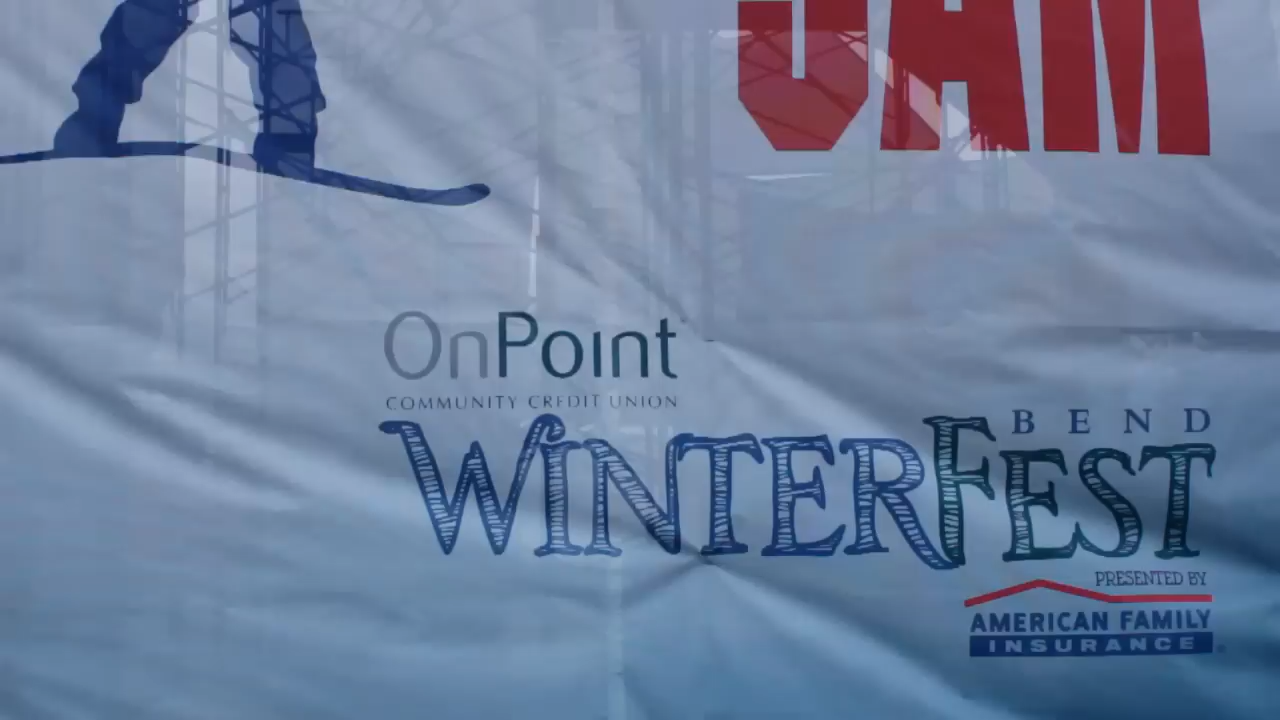 JAM
OnPoint
COMMUNITY CREDIT UNION
BEND
WINTERFEST
PRESENTED BY
AMERICAN FAMILY
INSURANCE